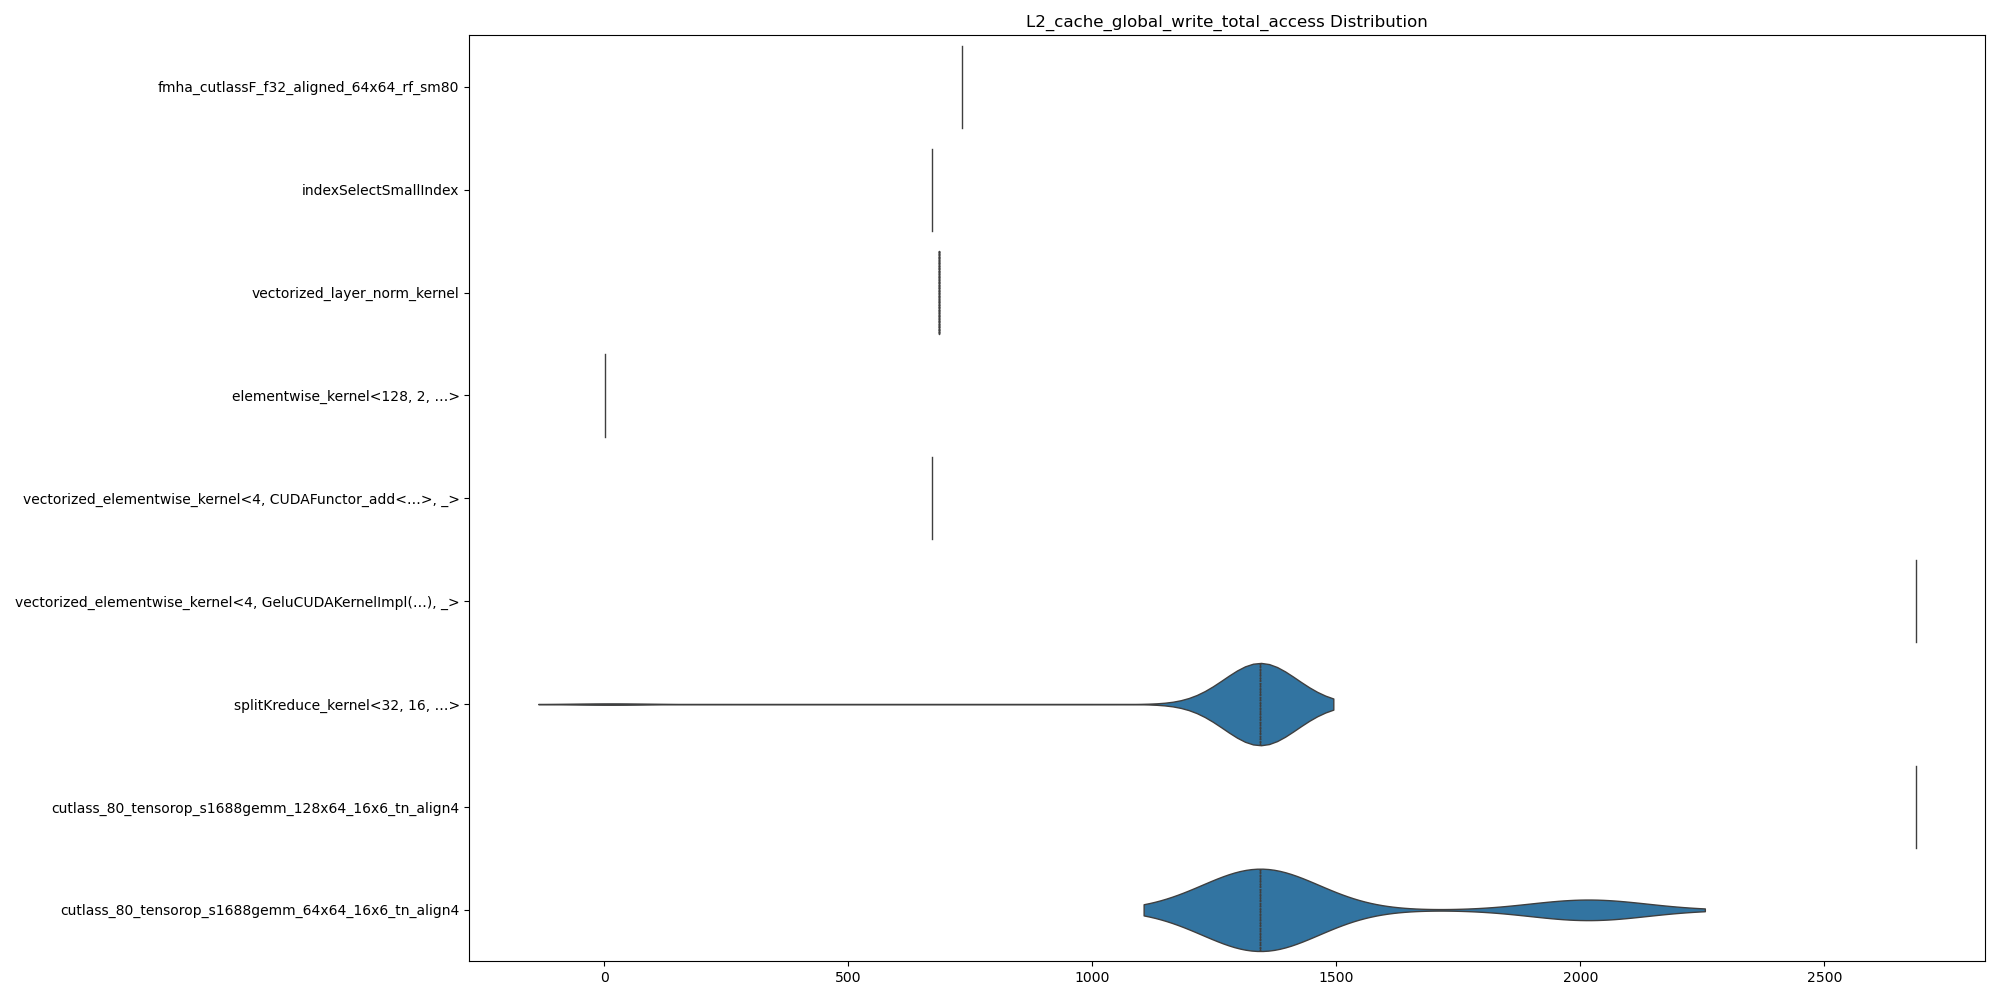 L2_cache_global_write_total_access Distribution
fmha_cutlassF_f32_aligned_64x64_rf_sm80
indexSelectSmallIndex
vectorized_layer_norm_kernel
elementwise_kernel<128, 2, ...>
vectorized_elementwise_kernel<4, CUDAFunctor_add<...>, _>
vectorized_elementwise_kernel<4, GeluCUDAKernelImpl(...), _>
splitKreduce_kernel<32, 16, ...>
cutlass_80_tensorop_s1688gemm_128x64_16x6_tn_align4
cutlass_80_tensorop_s1688gemm_64x64_16x6_tn_align4
0 500 1000 1500 2000 2500